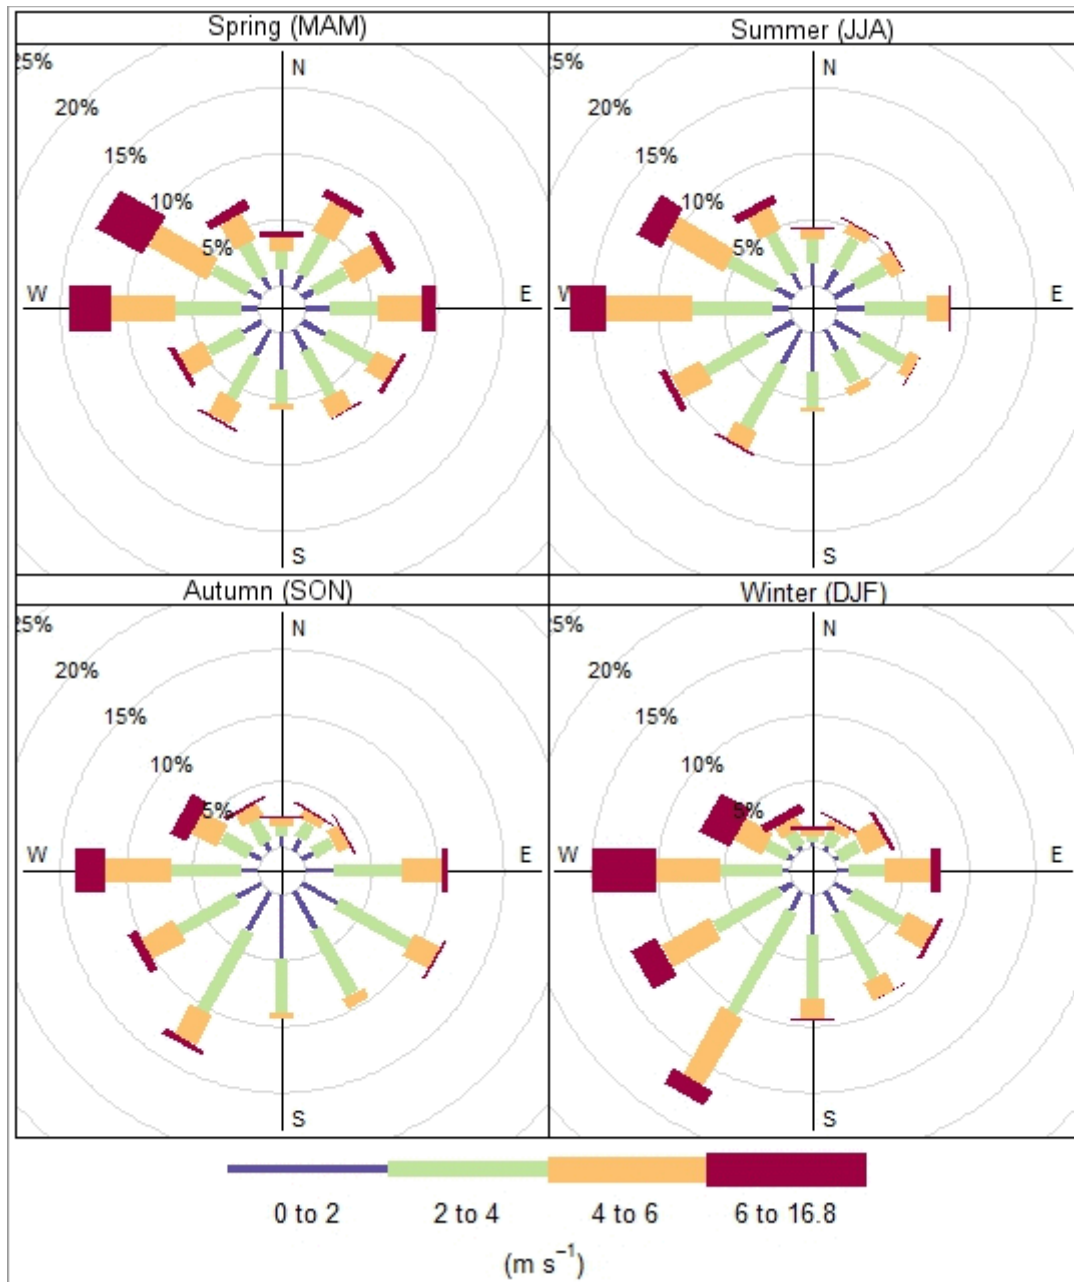 Spring (MAM)
Summer (JJA)
5%
20%
15%
10%
5%
N
W
E
S
5%
20%
15%
10%
5%
N
W
E
S
Autumn (SON)
Winter (DJF)
25%
20%
15%
10%
5%
N
W
E
S
5%
20%
15%
10%
5%
N
W
E
S
0 to 2 2 to 4 4 to 6 6 to 16.8
(m s⁻¹)